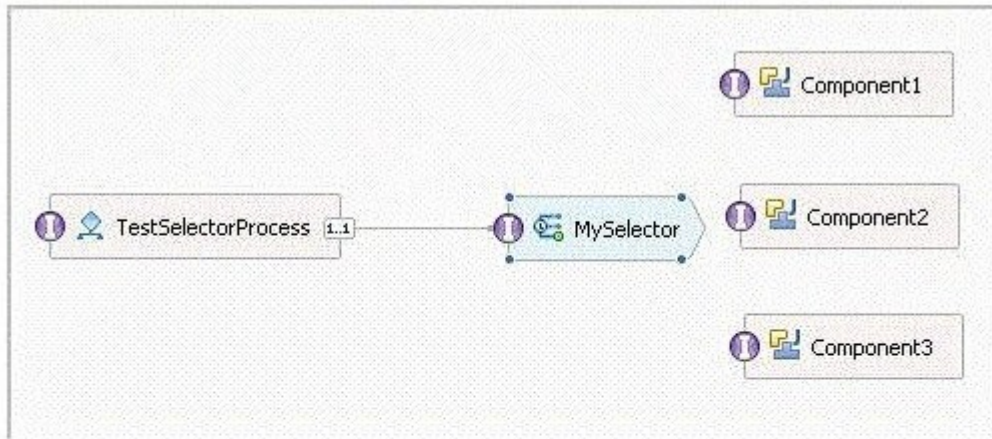 Component1
TestSelectorProcess 1..1
MySelector
Component2
Component3